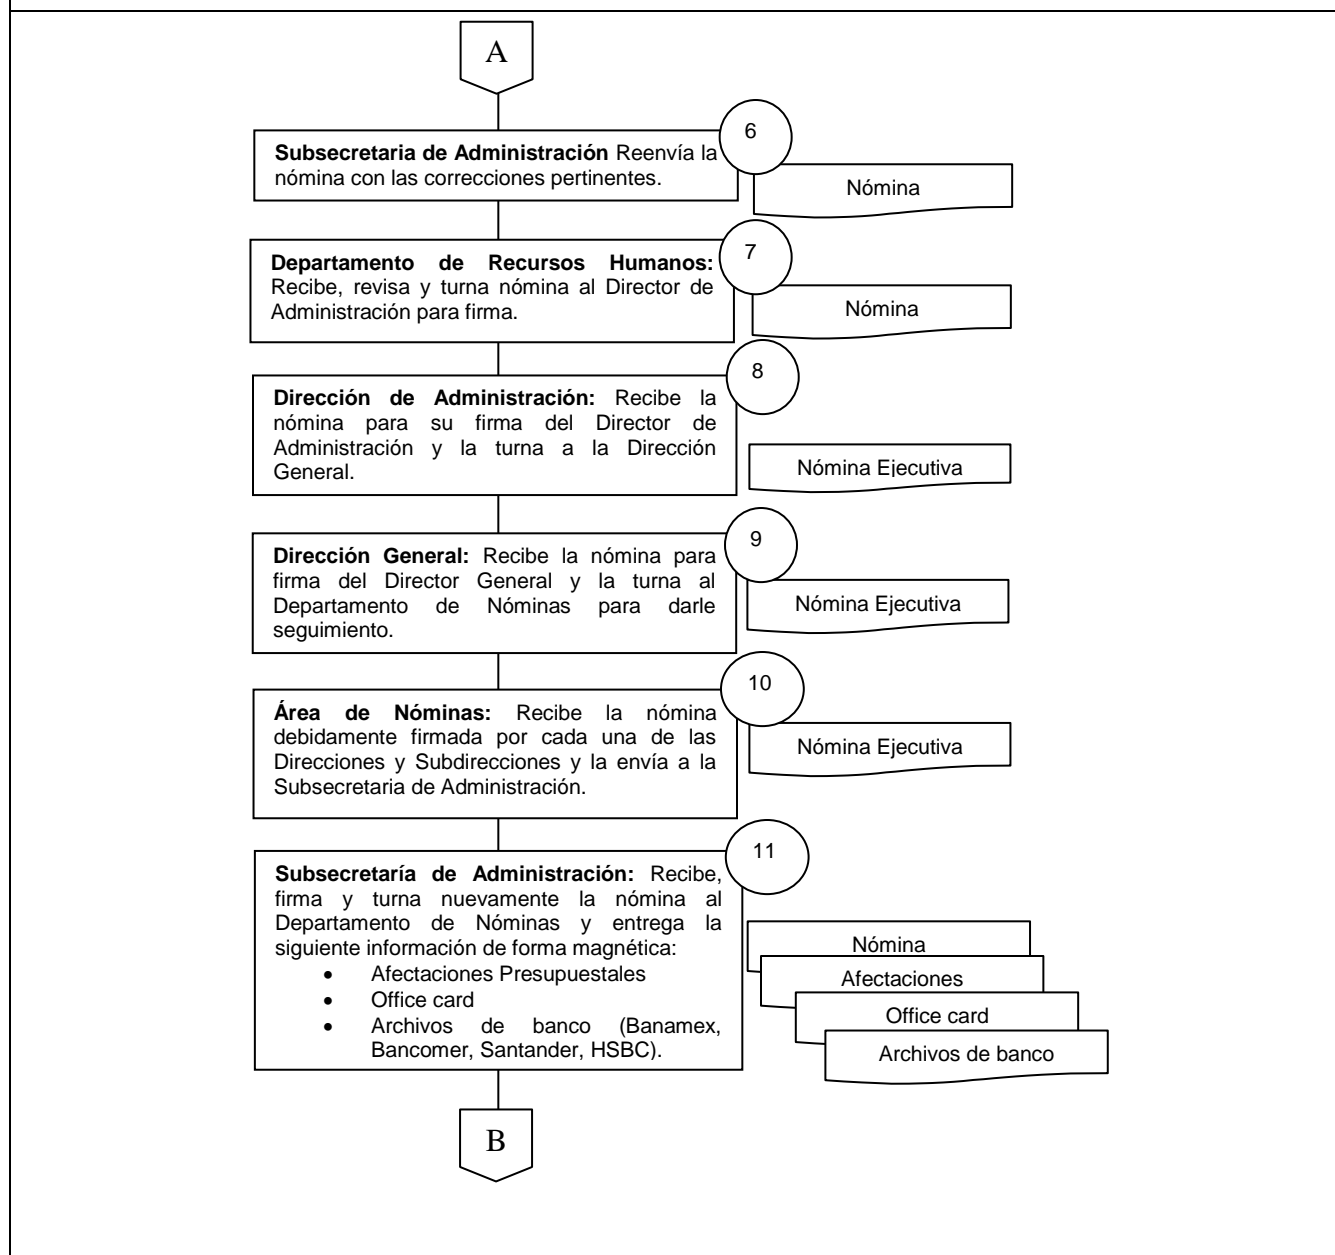 A
6
Subsecretaria de Administración Reenvía la
nómina con las correcciones pertinentes.
Nómina
7
Departamento de Recursos Humanos:
Recibe, revisa y turna nómina al Director de
Administración para firma.
Nómina
8
Dirección de Administración: Recibe la
nómina para su firma del Director de
Administración y la turna a la Dirección
General.
Nómina Ejecutiva
9
Dirección General: Recibe la nómina para
firma del Director General y la turna al
Departamento de Nóminas para darle
seguimiento.
Nómina Ejecutiva
10
Área de Nóminas: Recibe la nómina
debidamente firmada por cada una de las
Direcciones y Subdirecciones y la envía a la
Subsecretaria de Administración.
Nómina Ejecutiva
11
Subsecretaría de Administración: Recibe,
firma y turna nuevamente la nómina al
Departamento de Nóminas y entrega la
siguiente información de forma magnética:
• Afectaciones Presupuestales
• Office card
• Archivos de banco (Banamex,
Bancomer, Santander, HSBC).
Nómina
Afectaciones
Office card
Archivos de banco
B